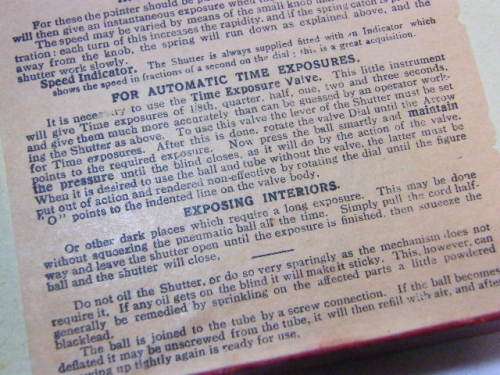 For these the pointer should be
will then give an instantaneous exposure when
The speed may be varied by means of the small knob
tration: each turn of this increases the rapidity, and if the spring catch is
away from the knob, the spring will run down as explained above, and the
shutter work slowly.
Speed Indicator. The Shutter is always supplied fitted with an Indicator which
shows the speed in fractions of a second on the dial; this is a great acquisition.
FOR AUTOMATIC TIME EXPOSURES.
It is necessary to use the Time Exposure Valve. This little instrument
will give Time exposures of 1/8th, quarter, half, one, two and three seconds,
and give them much more accurately than can be guessed by an operator work-
ing the Shutter as above. To use this valve the lever of the Shutter must be set
for Time exposures. After this is done, rotate the valve Dial until the Arrow
points to the required exposure. Now press the ball smartly and maintain
the pressure until the blind closes, as it will do by the action of the valve.
When it is desired to use the ball and tube without the valve, the latter must be
put out of action and rendered non-effective by rotating the dial until the figure
"O" points to the indented line on the valve body.
EXPOSING INTERIORS.
Or other dark places which require a long exposure. This may be done
without squeezing the pneumatic ball all the time. Simply pull the cord half-
way and leave the shutter open until the exposure is finished, then squeeze the
ball and the shutter will close.
Do not oil the Shutter, or do so very sparingly as the mechanism does not
require it. If any oil gets on the blind it will make it sticky. This, however, can
generally, be remedied by sprinkling on the affected parts a little powdered
blacklead.
The ball is joined to the tube by a screw connection. If the ball become
deflated it may be unscrewed from the tube, it will then refill with air, and after
up tightly again is ready for use.